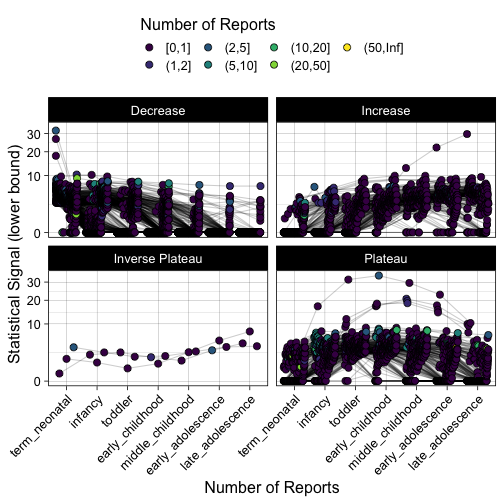 Number of Reports
[0,1] (2,5] (10,20] (50,Inf]
(1,2] (5,10] (20,50]
Decrease Increase
30
10
0
Inverse Plateau Plateau
30
10
0
Statistical Signal (lower bound)
term_neonatal infancy toddler early_childhood middle_childhood early_adolescence late_adolescence
term_neonatal infancy toddler early_childhood middle_childhood early_adolescence late_adolescence
Number of Reports